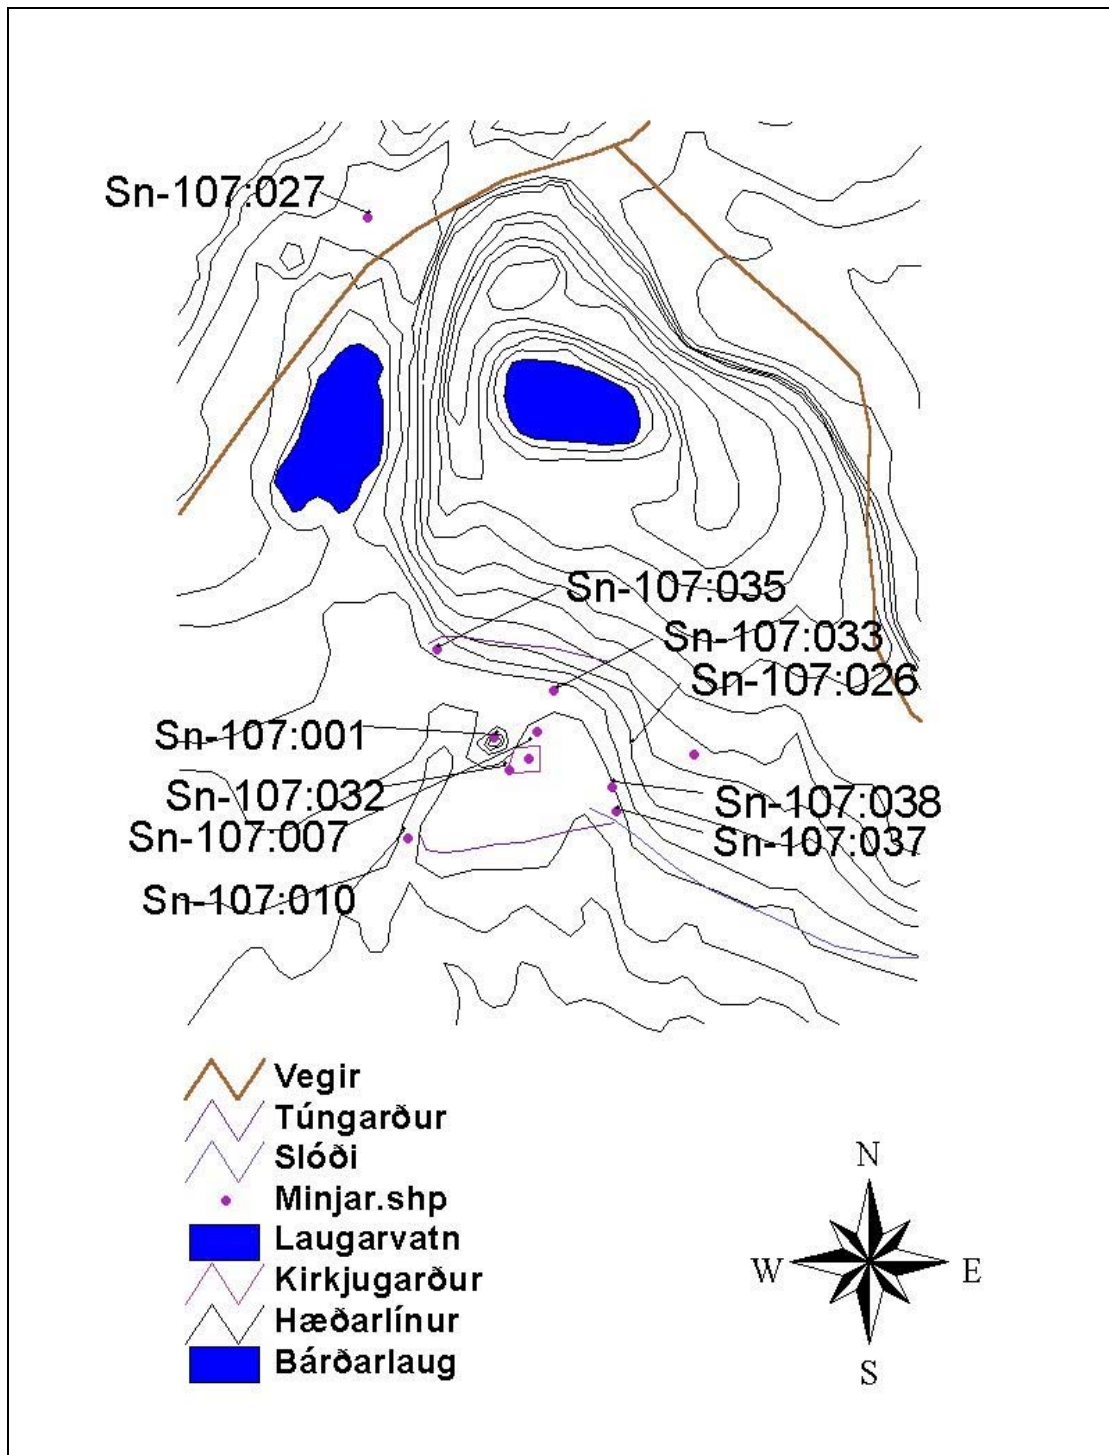 Sn-107:027
Sn-107:035
Sn-107:033
Sn-107:026
Sn-107:001
Sn-107:032
Sn-107:038
Sn-107:007
Sn-107:037
Sn-107:010
Vegir
Túngarður
Slóði
Minjar.shp
Laugarvatn
Kirkjugarður
Hæðarlínur
Bárðarlaug
N
W
E
S